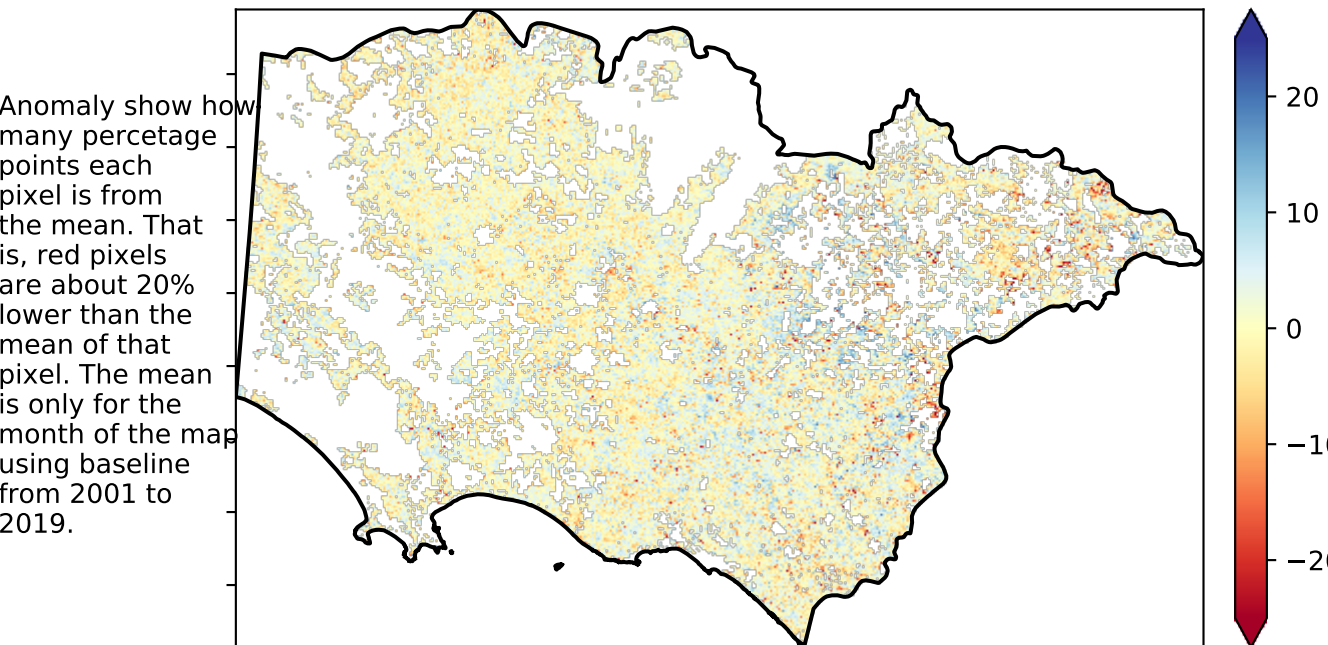 Anomaly show how
many percetage
points each
pixel is from
the mean. That
is, red pixels
are about 20%
lower than the
mean of that
pixel. The mean
is only for the
month of the map
using baseline
from 2001 to
2019.
20
10
0
−10
−20